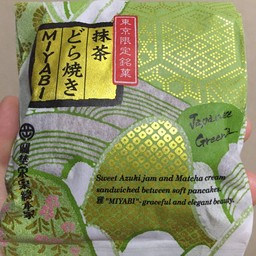 東京限定銘菓
抹茶
どら焼き
MIYABI
Japanese
Sweet Azuki jam and Matcha cream
sandwiched between soft pancakes.
雅 "MIYABI"-graceful and elegant beauty.